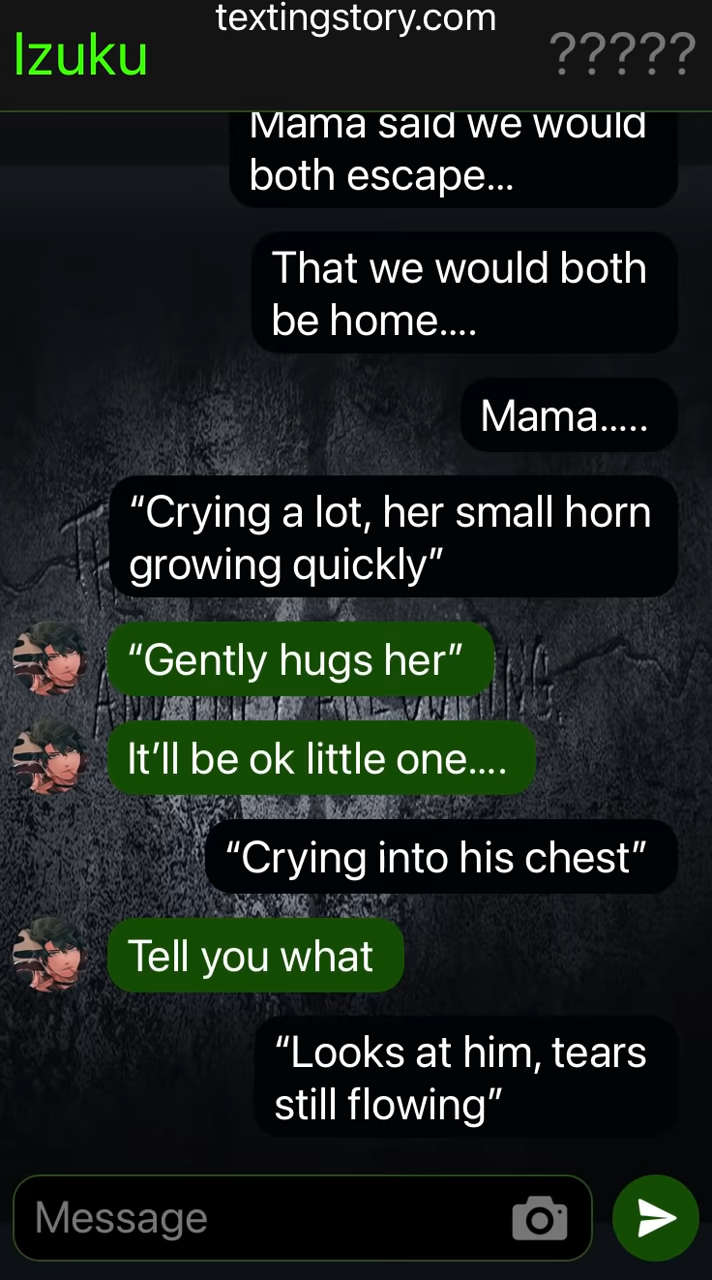 textingstory.com
Izuku
?????
Mama said we would
both escape...
That we would both
be home....
Mama.....
“Crying a lot, her small horn
growing quickly”
“Gently hugs her”
It’ll be ok little one....
“Crying into his chest”
Tell you what
“Looks at him, tears
still flowing”
Message